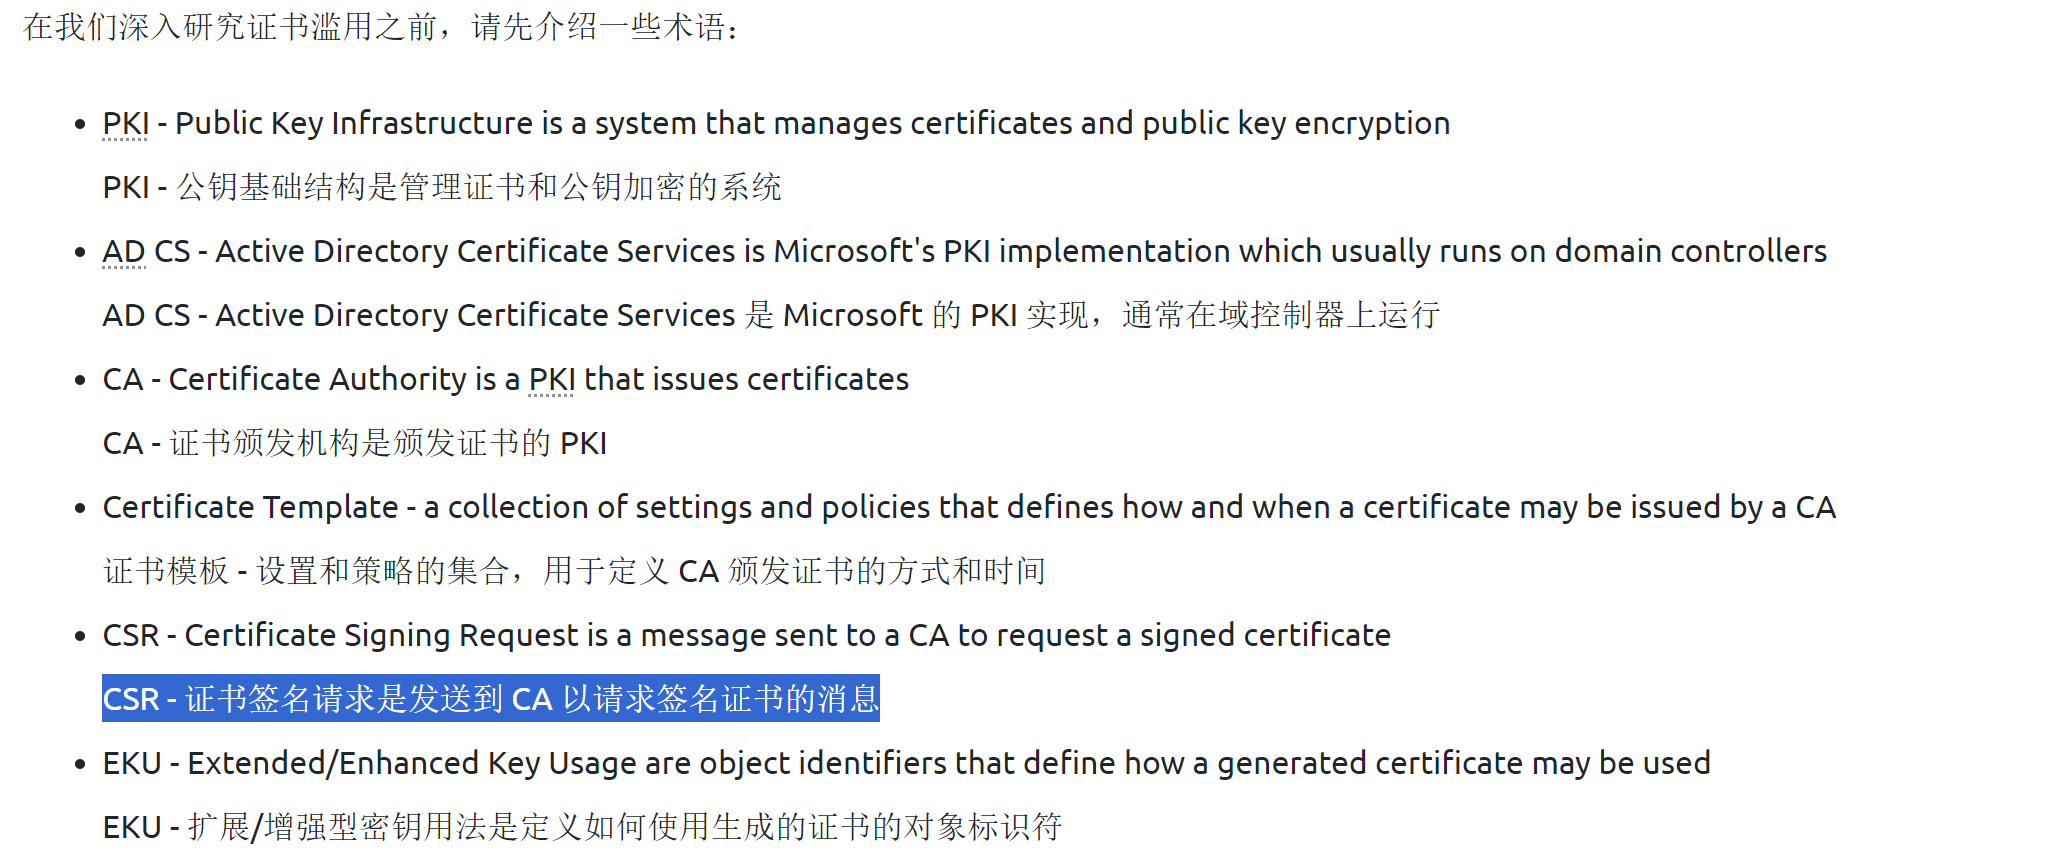 在我们深入研究证书滥用之前，请先介绍一些术语：
PKI - Public Key Infrastructure is a system that manages certificates and public key encryption
PKI - 公钥基础结构是管理证书和公钥加密的系统
AD CS - Active Directory Certificate Services is Microsoft's PKI implementation which usually runs on domain controllers
AD CS - Active Directory Certificate Services 是 Microsoft 的 PKI 实现，通常在域控制器上运行
CA - Certificate Authority is a PKI that issues certificates
CA - 证书颁发机构是颁发证书的 PKI
Certificate Template - a collection of settings and policies that defines how and when a certificate may be issued by a CA
证书模板 - 设置和策略的集合，用于定义 CA 颁发证书的方式和时间
CSR - Certificate Signing Request is a message sent to a CA to request a signed certificate
CSR - 证书签名请求是发送到 CA 以请求签名证书的消息
EKU - Extended/Enhanced Key Usage are object identifiers that define how a generated certificate may be used
EKU - 扩展/增强型密钥用法是定义如何使用生成的证书的对象标识符